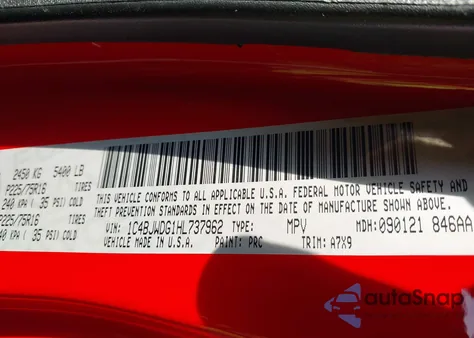 2450 KG 5400 LB
P225/75R16 TIRES
240 KPA ( 35 PSI) COLD
P225/75R16 TIRES
KPA ( 35 PSI) COLD
THIS VEHICLE CONFORMS TO ALL APPLICABLE U.S.A. FEDERAL MOTOR VEHICLE SAFETY AND
THEFT PREVENTION STANDARDS IN EFFECT ON THE DATE OF MANUFACTURE SHOWN ABOVE.
VIN: 1C4BJWDG1HL737962 TYPE: MPV MDH: 090121 846AA
VEHICLE MADE IN U.S.A. PAINT: PRC TRIM: A7X9
autoSnap